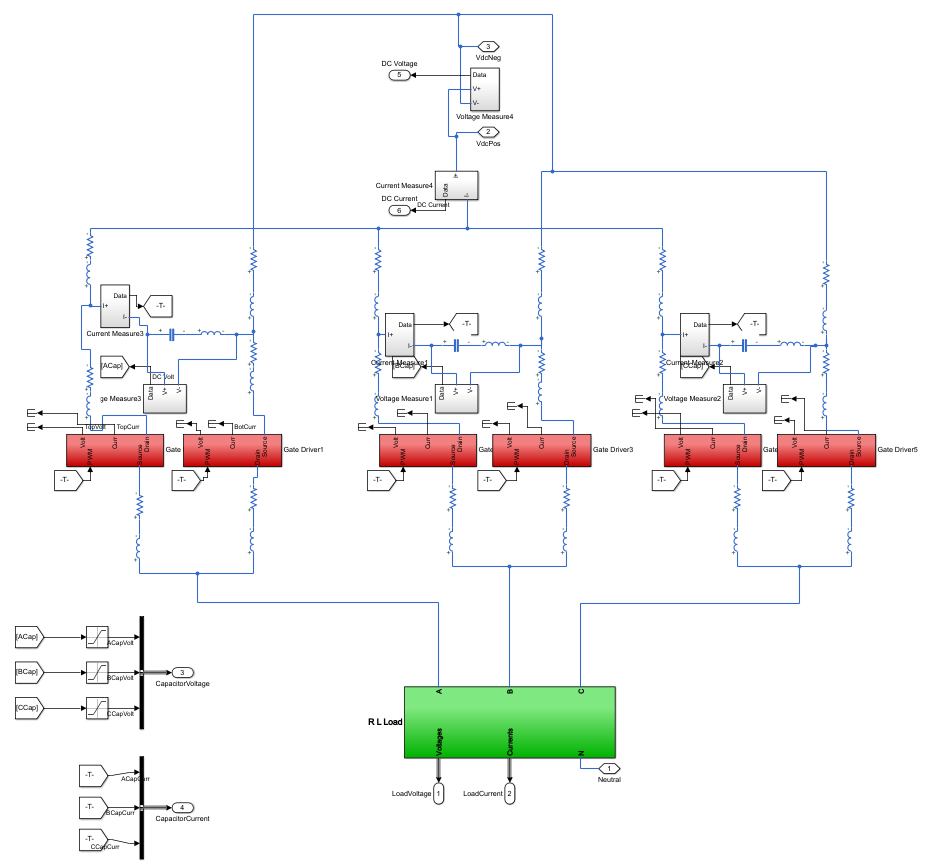 3
VdcNeg
DC Voltage
5
Data
V+
V-
Voltage Measure4
2
VdcPos
Current Measure4
I+
Data
I-
DC Current
6
DC Current
Data
I+
I-
-T-
Current Measure3
[ACap]
DC Volt
ge Measure3
Data
V+
V-
Data
I+
I-
-T-
Current Measure1
[BCap]
Voltage Measure1
Data
V+
V-
Data
I+
I-
-T-
Current Measure2
[CCap]
Voltage Measure2
Data
V+
V-
TopVolt
TopCurr
BotCurr
Volt
Curr
PWM
Source
Drain
Gate
Volt
Curr
PWM
Drain
Source
Gate Driver1
Volt
Curr
PWM
Source
Drain
Gate
Volt
Curr
PWM
Drain
Source
Gate Driver3
Volt
Curr
PWM
Source
Drain
Gate
Volt
Curr
PWM
Drain
Source
Gate Driver5
-T-
-T-
-T-
-T-
-T-
-T-
[ACap]
ACapVolt
[BCap]
BCapVolt
3
CapacitorVoltage
[CCap]
CCapVolt
A
B
C
R L Load
Voltages
Currents
N
1
Neutral
LoadVoltage
1
LoadCurrent
2
-T-
ACapCurr
-T-
BCapCurr
4
CapacitorCurrent
-T-
CCapCurr